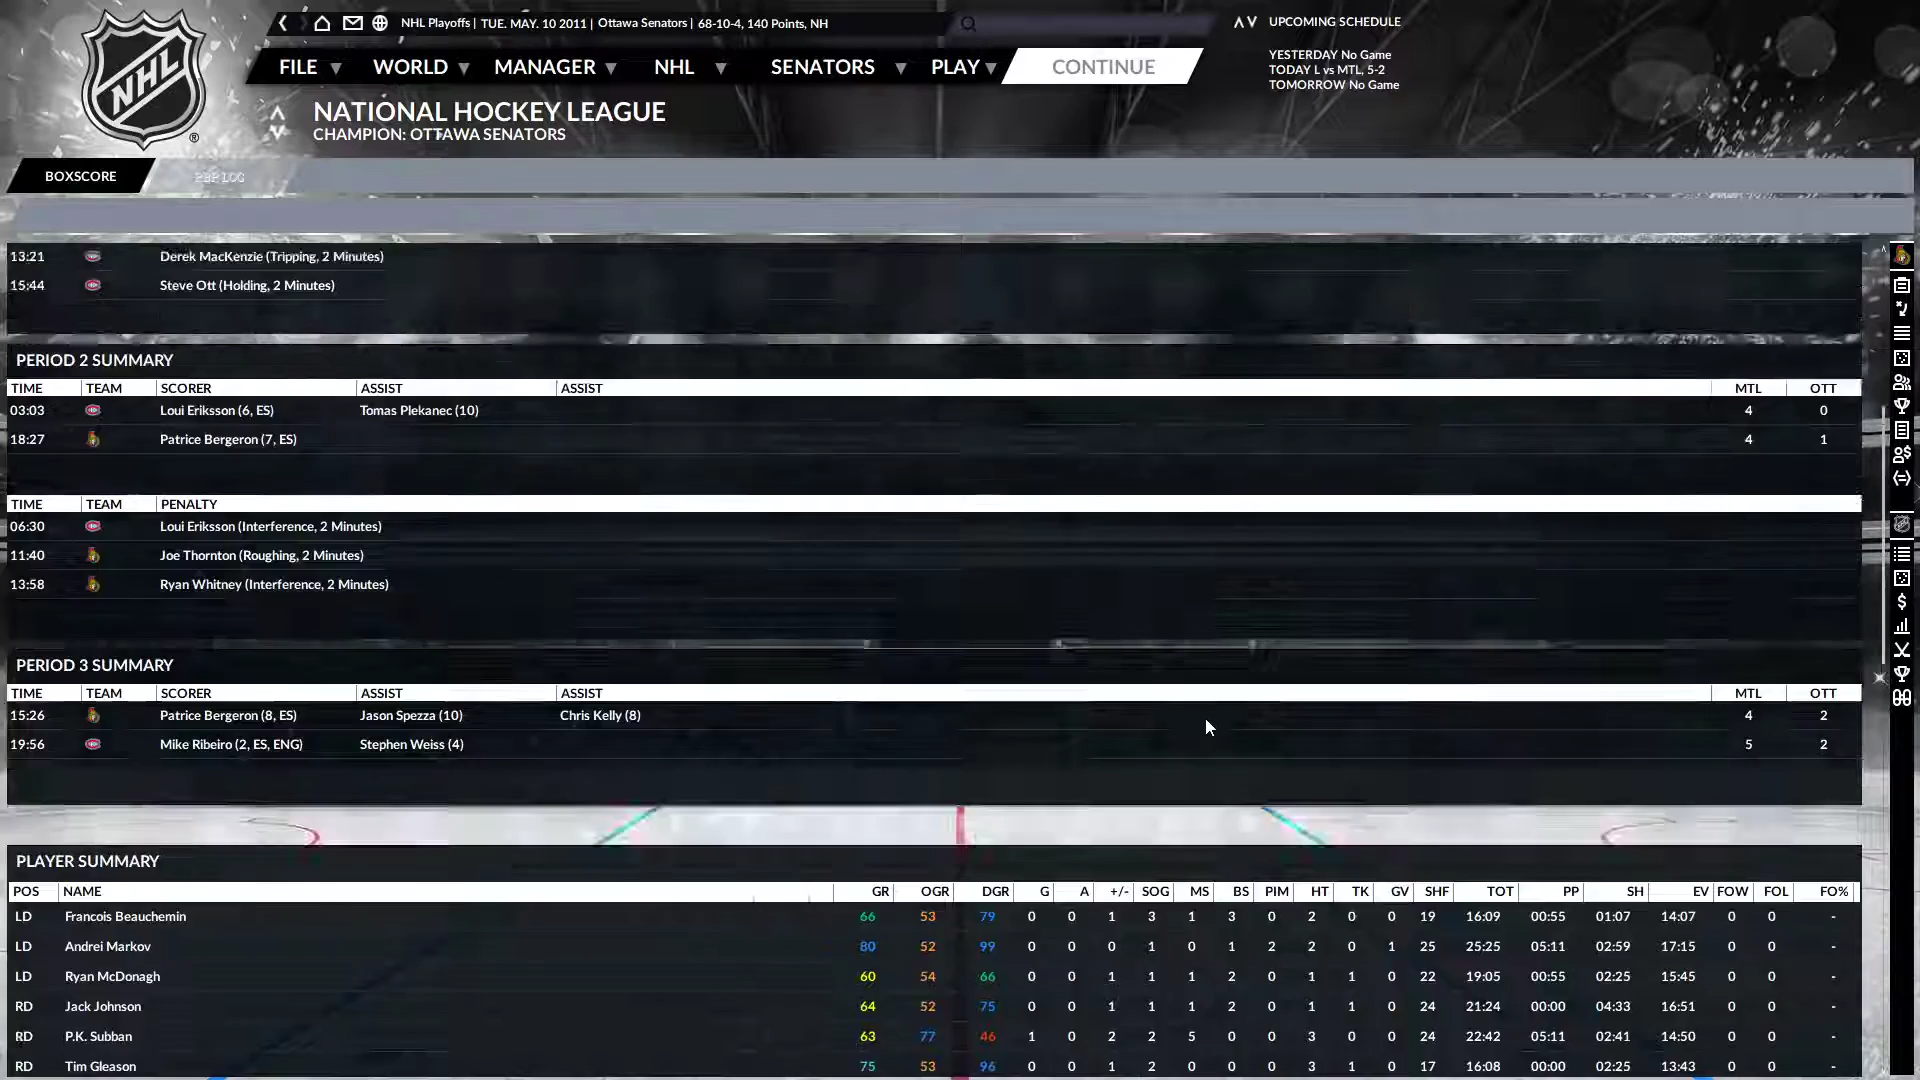 NHL Playoffs | TUE. MAY. 10 2011 | Ottawa Senators | 68-10-4, 140 Points, NH
UPCOMING SCHEDULE
YESTERDAY No Game
TODAY L vs MTL, 5-2
TOMORROW No Game
NHL
FILE WORLD MANAGER NHL SENATORS PLAY CONTINUE
NATIONAL HOCKEY LEAGUE
CHAMPION: OTTAWA SENATORS
BOXSCORE PBP LOG
13:21 Derek MacKenzie (Tripping, 2 Minutes)
15:44 Steve Ott (Holding, 2 Minutes)
PERIOD 2 SUMMARY
TIME TEAM SCORER ASSIST ASSIST MTL OTT
03:03 Loui Eriksson (6, ES) Tomas Plekanec (10) 4 0
18:27 Patrice Bergeron (7, ES) 4 1
TIME TEAM PENALTY
06:30 Loui Eriksson (Interference, 2 Minutes)
11:40 Joe Thornton (Roughing, 2 Minutes)
13:58 Ryan Whitney (Interference, 2 Minutes)
PERIOD 3 SUMMARY
TIME TEAM SCORER ASSIST ASSIST MTL OTT
15:26 Patrice Bergeron (8, ES) Jason Spezza (10) Chris Kelly (8) 4 2
19:56 Mike Ribeiro (2, ES, ENG) Stephen Weiss (4) 5 2
PLAYER SUMMARY
POS NAME GR OGR DGR G A +/- SOG MS BS PIM HT TK GV SHF TOT PP SH EV FOW FOL FO%
LD Francois Beauchemin 66 53 79 0 0 1 3 1 3 0 2 0 0 19 16:09 00:55 01:07 14:07 0 0 -
LD Andrei Markov 80 52 99 0 0 0 1 0 1 2 2 0 1 25 25:25 05:11 02:59 17:15 0 0 -
LD Ryan McDonagh 60 54 66 0 0 1 1 1 2 0 1 1 0 22 19:05 00:55 02:25 15:45 0 0 -
RD Jack Johnson 64 52 75 0 0 1 1 1 2 0 1 1 0 24 21:24 00:00 04:33 16:51 0 0 -
RD P.K. Subban 63 77 46 1 0 2 2 5 0 0 3 0 0 24 22:42 05:11 02:41 14:50 0 0 -
RD Tim Gleason 75 53 96 0 0 1 2 0 0 0 3 1 0 17 16:08 00:00 02:25 13:43 0 0 -